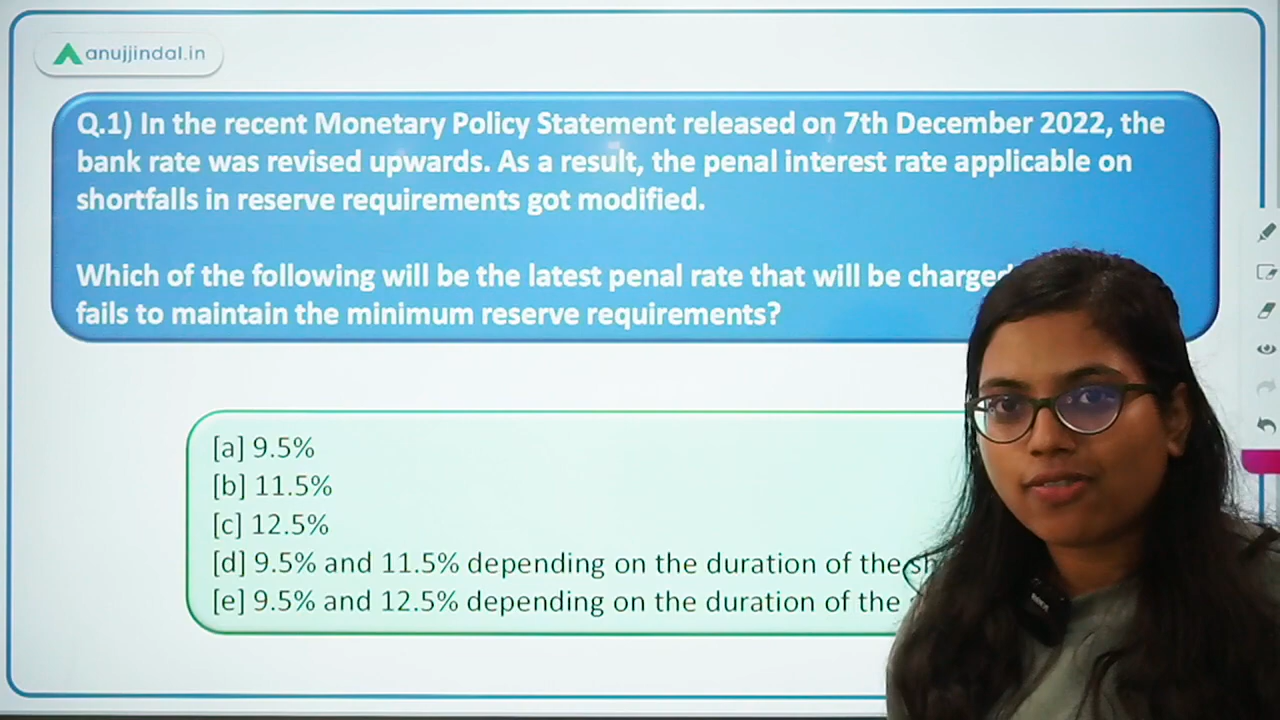 anujjindal.in
Q.1) In the recent Monetary Policy Statement released on 7th December 2022, the
bank rate was revised upwards. As a result, the penal interest rate applicable on
shortfalls in reserve requirements got modified.
Which of the following will be the latest penal rate that will be charged
fails to maintain the minimum reserve requirements?
[a] 9.5%
[b] 11.5%
[c] 12.5%
[d] 9.5% and 11.5% depending on the duration of the
[e] 9.5% and 12.5% depending on the duration of the